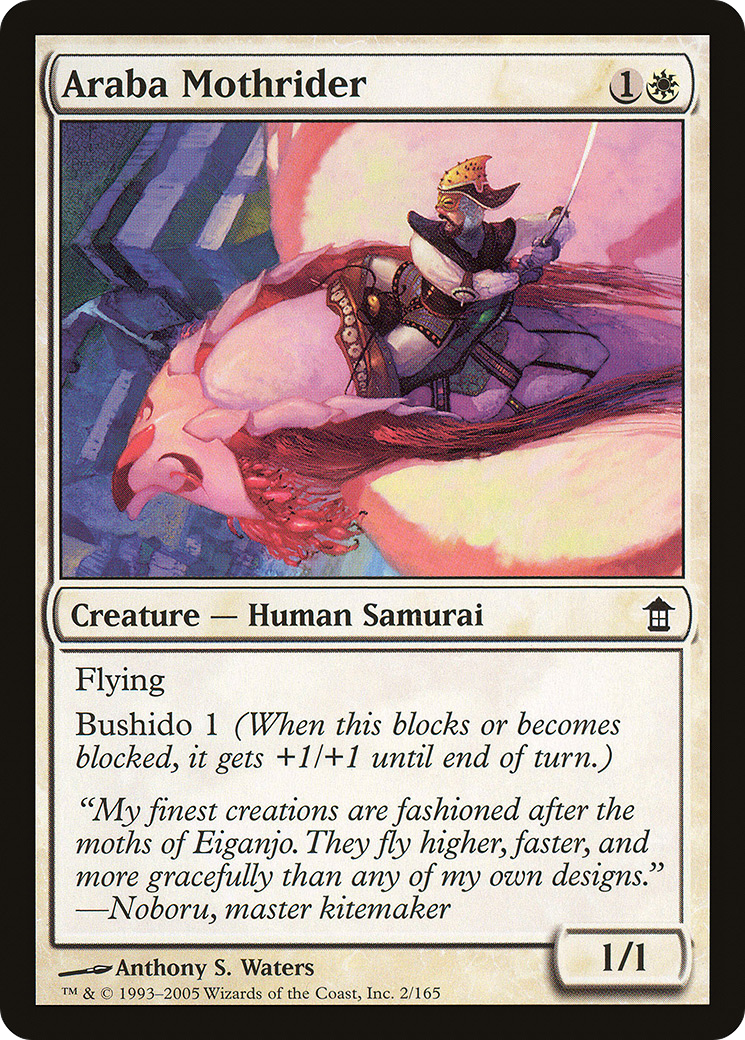 Araba Mothrider 1
Creature — Human Samurai
Flying
Bushido 1 (When this blocks or becomes
blocked, it gets +1/+1 until end of turn.)
“My finest creations are fashioned after the
moths of Eiganjo. They fly higher, faster, and
more gracefully than any of my own designs.”
—Noboru, master kitemaker
1/1
Anthony S. Waters
™ & © 1993–2005 Wizards of the Coast, Inc. 2/165